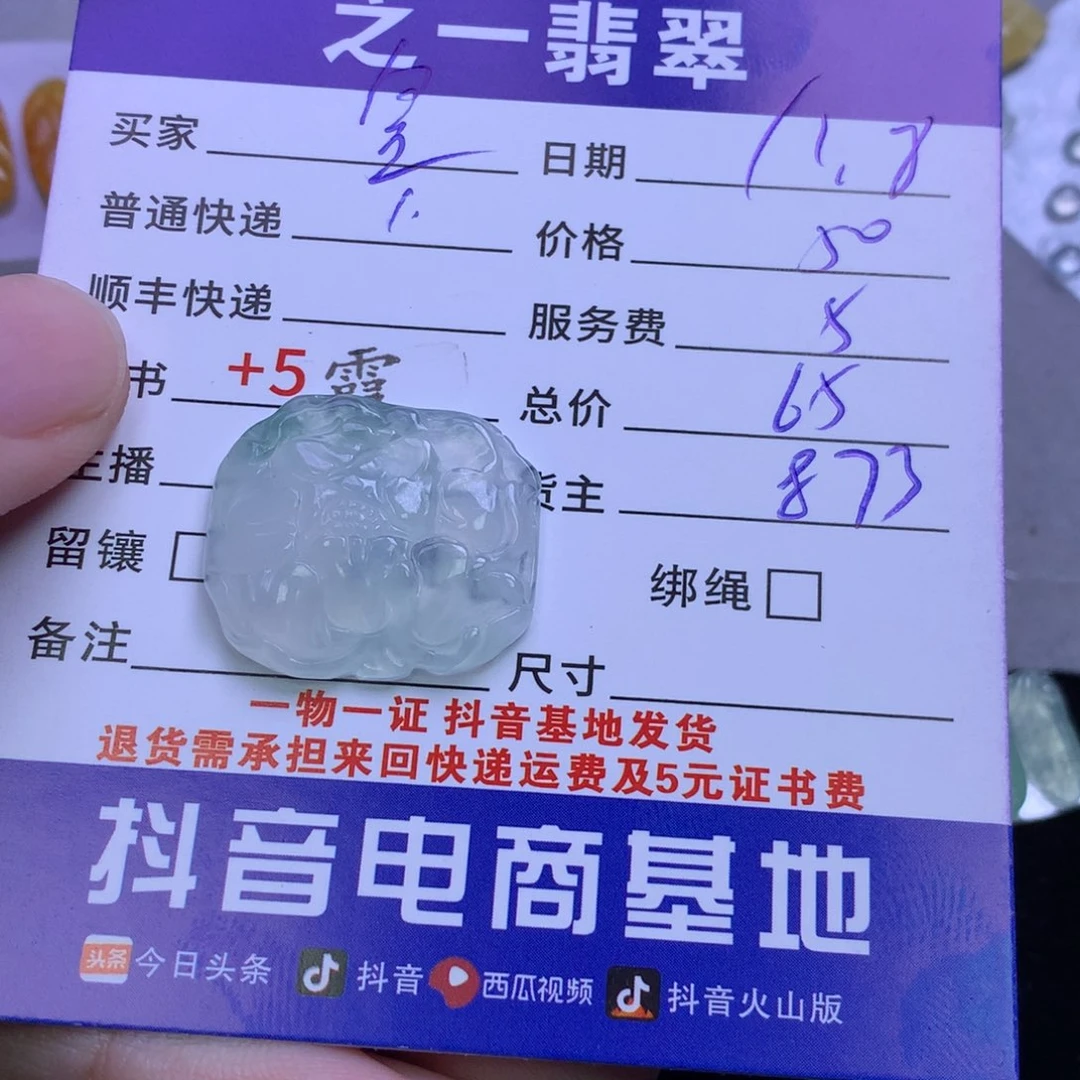 之一翡翠
买家 日期 11.8
普通快递 1. 价格 50
顺丰快递 服务费 5
书 +5 霞 总价 65
主播 货主 873
留镶 绑绳
备注 尺寸
一物一证 抖音基地发货
退货需承担来回快递运费及5元证书费
抖音电商基地
头条 今日头条 抖音 西瓜视频 抖音火山版